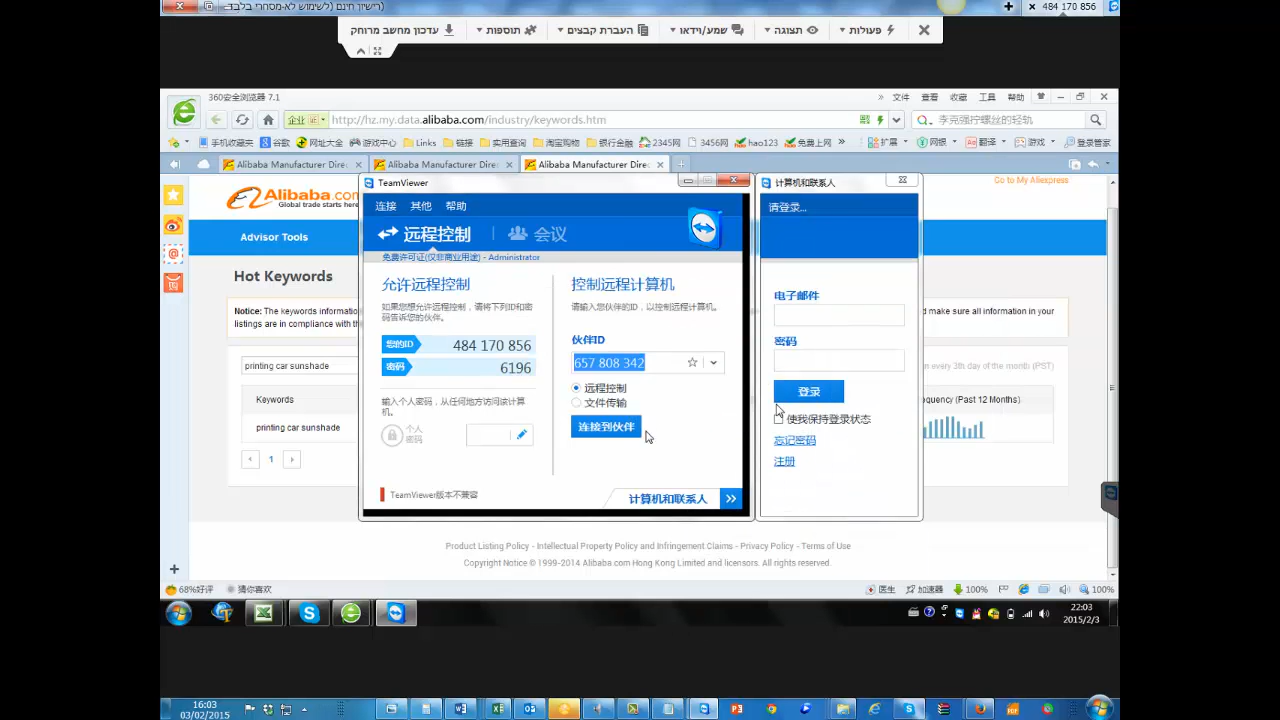 (רישיון חינם (לשימוש לא-מסחרי בלבד
484 170 856
עדכון מחשב מרוחק
תוספות
העברת קבצים
שמע/וידאו
תצוגה
פעולות
360安全浏览器 7.1
» 文件 查看 收藏 工具 帮助
企业 http://hz.my.data.alibaba.com/industry/keywords.htm
李克强拧螺丝的轻轨
手机收藏夹 谷歌 网址大全 游戏中心 Links 链接 实用查询 淘宝购物 银行金融 2345网 3456网 hao123 免费上网 » 扩展 网银 翻译 游戏 登录管家
Alibaba Manufacturer Dire Alibaba Manufacturer Dire Alibaba Manufacturer Dire
Alibaba.com
Global trade starts here
Go to My Aliexpress
Advisor Tools
Hot Keywords
Notice: The keywords informa
listings are in compliance with th
nd make sure all information in your
printing car sunshade
m every 3th day of the month (PST)
Keywords
equency (Past 12 Months)
printing car sunshade
1
TeamViewer
连接 其他 帮助
远程控制 会议
免费许可证(仅非商业用途) - Administrator
允许远程控制
如果您想允许远程控制，请将下列ID和密
码告诉您的伙伴。
您的ID 484 170 856
密码 6196
输入个人密码，从任何地方访问该计算
机。
个人
密码
控制远程计算机
请输入您伙伴的ID，以控制远程计算机。
伙伴ID
657 808 342
远程控制
文件传输
连接到伙伴
TeamViewer版本不兼容
计算机和联系人
计算机和联系人
请登录...
电子邮件
密码
登录
使我保持登录状态
忘记密码
注册
Product Listing Policy - Intellectual Property Policy and Infringement Claims - Privacy Policy - Terms of Use
Copyright Notice © 1999-2014 Alibaba.com Hong Kong Limited and licensors. All rights reserved.
68%好评 猜你喜欢
医生 加速器 100% 100%
22:03
2015/2/3
16:03
03/02/2015